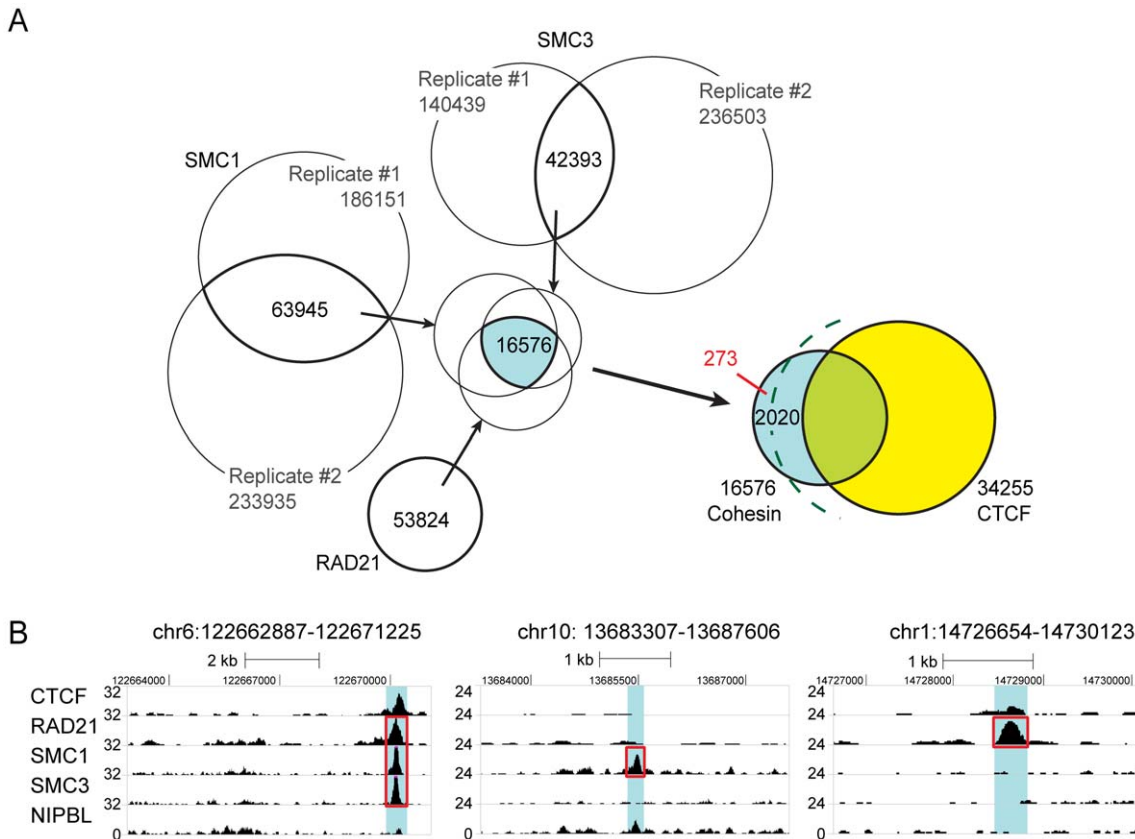 A
SMC3
Replicate #1
140439
Replicate #2
236503
42393
SMC1
Replicate #1
186151
63945
16576
Replicate #2
233935
53824
RAD21
273
2020
16576
Cohesin
34255
CTCF
B
chr6:122662887-122671225
chr10: 13683307-13687606
chr1:14726654-14730123
2 kb
1 kb
1 kb
122664000 122667000 122670000
13684000 13685500 13687000
14727000 14728000 14729000 14730000
CTCF 32 24 24
RAD21 32 24 24
SMC1 32 24 24
SMC3 32 24 24
NIPBL 0 0 0